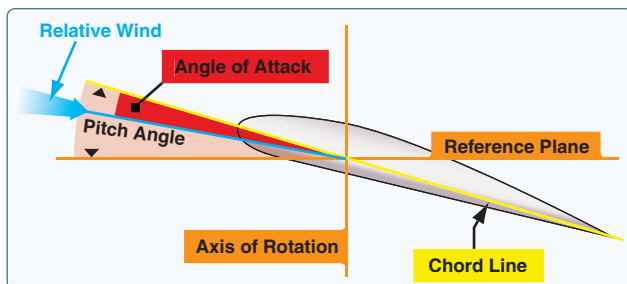 Relative Wind
Angle of Attack
Pitch Angle
Reference Plane
Axis of Rotation
Chord Line